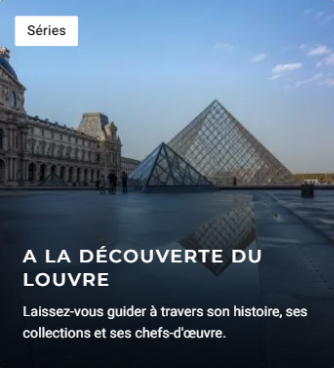 Séries
A LA DÉCOUVERTE DU
LOUVRE
Laissez-vous guider à travers son histoire, ses
collections et ses chefs-d'œuvre.